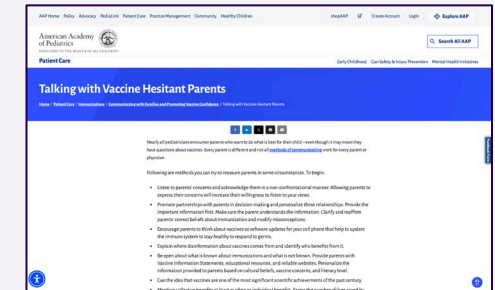 AAP Home Policy Advocacy PediaLink Patient Care Practice Management Community Healthy Children
shopAAP Create Account Login Explore AAP
American Academy
of Pediatrics
DEDICATED TO THE HEALTH OF ALL CHILDREN®
Search All AAP
Patient Care
Early Childhood Gun Safety & Injury Prevention Mental Health Initiatives
Talking with Vaccine Hesitant Parents
Home / Patient Care / Immunizations / Communicating with Families and Promoting Vaccine Confidence / Talking with Vaccine Hesitant Parents
Nearly all pediatricians encounter parents who want to do what is best for their child – even though it may mean they
have questions about vaccines. Every parent is different and not all methods of communicating work for every parent or
physician.
Following are methods you can try to reassure parents in some circumstances. To begin:
• Listen to parents' concerns and acknowledge them in a non-confrontational manner. Allowing parents to
express their concerns will increase their willingness to listen to your views.
• Promote partnerships with parents in decision-making and personalize these relationships. Provide the
important information first. Make sure the parent understands the information. Clarify and reaffirm
parents' correct beliefs about immunization and modify misconceptions.
• Encourage parents to think about vaccines as software updates for your cell phone that help to update
the immune system to stay healthy to respond to germs.
• Explain where disinformation about vaccines comes from and identify who benefits from it.
• Be open about what is known about immunizations and what is not known. Provide parents with
Vaccine Information Statements, educational resources, and reliable websites. Personalize the
information provided to parents based on cultural beliefs, vaccine concerns, and literacy level.
• Cue the idea that vaccines are one of the most significant scientific achievements of the past century.
Feedback Form